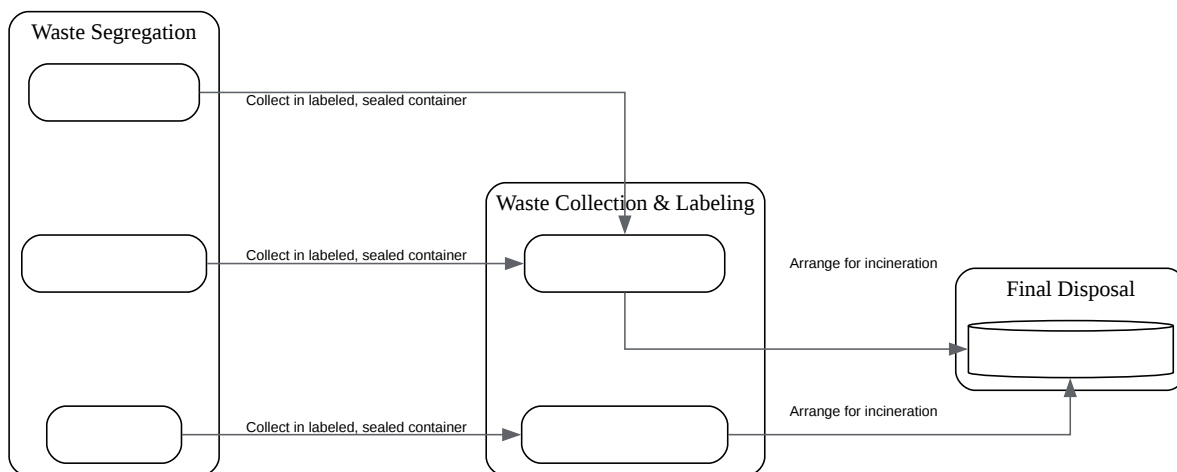 Waste Segregation
Collect in labeled, sealed container
Waste Collection & Labeling
Collect in labeled, sealed container
Arrange for incineration
Final Disposal
Arrange for incineration
Collect in labeled, sealed container